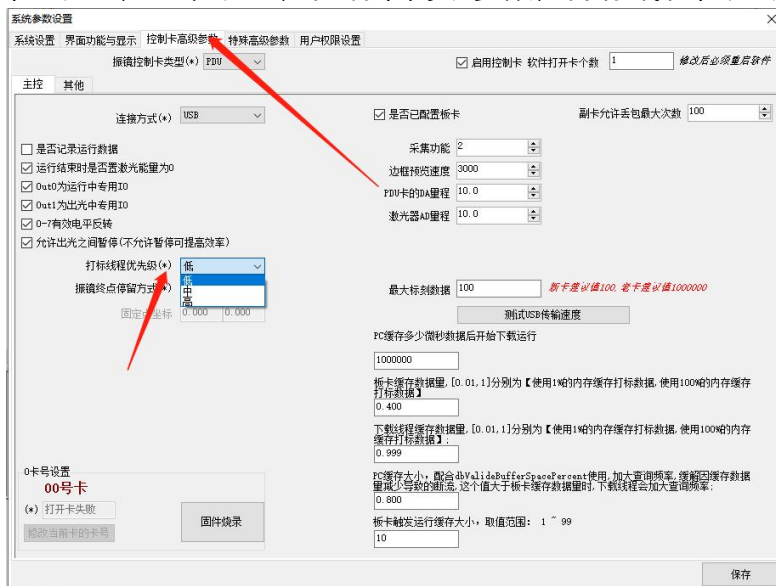 系统参数设置
系统设置 界面功能与显示 控制卡高级参数 特殊高级参数 用户权限设置
振镜控制卡类型(*) PDU
启用控制卡 软件打开卡个数 1 修改后必须重启软件
主控 其他
连接方式(*) USB
是否已配置板卡 副卡允许丢包最大次数 100
是否记录运行数据
采集功能 2
运行结束时是否置激光能量为0
边框预览速度 3000
Out0为运行中专用IO
PDU卡的DA量程 10.0
Out1为出光中专用IO
激光器AD量程 10.0
0-7有效电平反转
允许出光之间暂停(不允许暂停可提高效率)
打标线程优先级(*) 低
低
中
高
振镜终点停留方式(*)
最大标刻数据 100 新卡建议值100, 老卡建议值1000000
固定点坐标 0.000 0.000
测试USB传输速度
PC缓存多少微秒数据后开始下载运行
1000000
板卡缓存数据量, [0.01,1]分别为【使用1%的内存缓存打标数据, 使用100%的内存缓存
打标数据】
0.400
下载线程缓存数据量, [0.01,1]分别为【使用1%的内存缓存打标数据, 使用100%的内存
缓存打标数据】:
0.999
PC缓存大小, 配合dbValideBufferSpacePercent使用, 加大查询频率, 缓解因缓存数据
量减少导致的断流, 这个值大于板卡缓存数据量时, 下载线程会加大查询频率:
0.800
板卡触发运行缓存大小, 取值范围: 1 ~ 99
10
0卡号设置
00号卡
(*) 打开卡失败
修改当前卡的卡号
固件烧录
保存